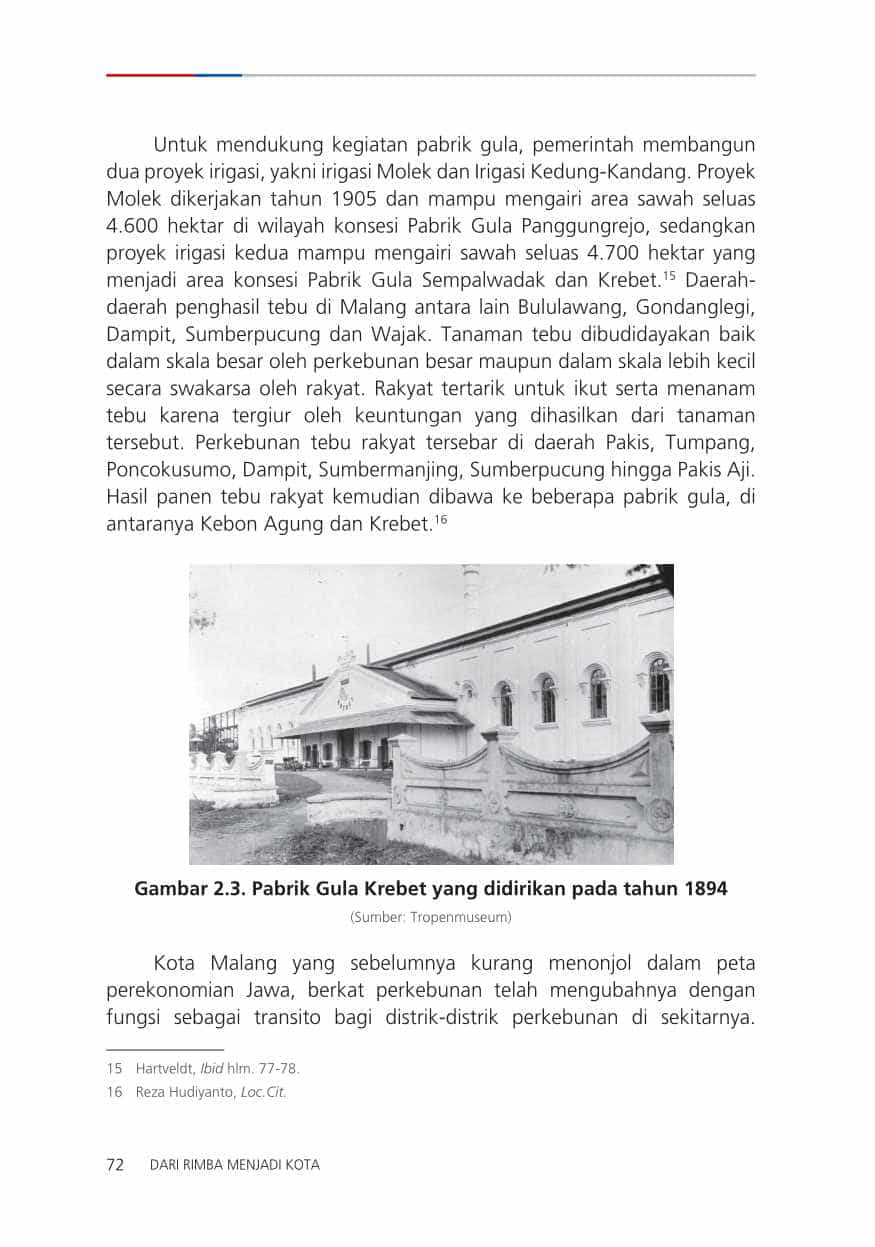 Untuk mendukung kegiatan pabrik gula, pemerintah membangun
dua proyek irigasi, yakni irigasi Molek dan Irigasi Kedung-Kandang. Proyek
Molek dikerjakan tahun 1905 dan mampu mengairi area sawah seluas
4.600 hektar di wilayah konsesi Pabrik Gula Panggungrejo, sedangkan
proyek irigasi kedua mampu mengairi sawah seluas 4.700 hektar yang
menjadi area konsesi Pabrik Gula Sempalwadak dan Krebet.15 Daerah-
daerah penghasil tebu di Malang antara lain Bululawang, Gondanglegi,
Dampit, Sumberpucung dan Wajak. Tanaman tebu dibudidayakan baik
dalam skala besar oleh perkebunan besar maupun dalam skala lebih kecil
secara swakarsa oleh rakyat. Rakyat tertarik untuk ikut serta menanam
tebu karena tergiur oleh keuntungan yang dihasilkan dari tanaman
tersebut. Perkebunan tebu rakyat tersebar di daerah Pakis, Tumpang,
Poncokusumo, Dampit, Sumbermanjing, Sumberpucung hingga Pakis Aji.
Hasil panen tebu rakyat kemudian dibawa ke beberapa pabrik gula, di
antaranya Kebon Agung dan Krebet.16
Gambar 2.3. Pabrik Gula Krebet yang didirikan pada tahun 1894
(Sumber: Tropenmuseum)
Kota Malang yang sebelumnya kurang menonjol dalam peta
perekonomian Jawa, berkat perkebunan telah mengubahnya dengan
fungsi sebagai transito bagi distrik-distrik perkebunan di sekitarnya.
15 Hartveldt, Ibid hlm. 77-78.
16 Reza Hudiyanto, Loc.Cit.
72 DARI RIMBA MENJADI KOTA